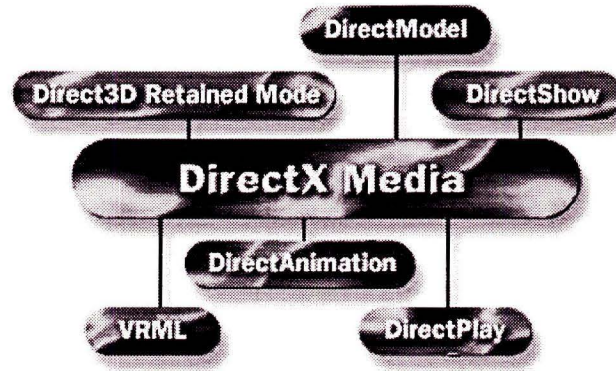 DirectModel
Direct3D Retained Mode
DirectShow
DirectX Media
DirectAnimation
VRML
DirectPlay